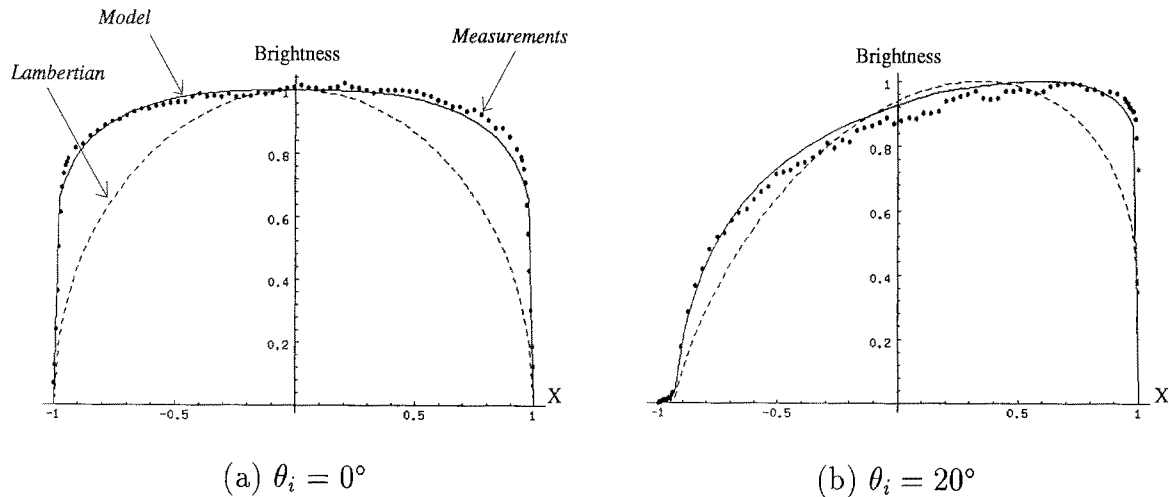 Model
Brightness
Measurements
Lambertian
1
0.8
0.6
0.4
0.2
-1
-0.5
0.5
1
X
(a) θi = 0°
Brightness
1
0.8
0.6
0.4
0.2
-1
-0.5
0.5
1
X
(b) θi = 20°